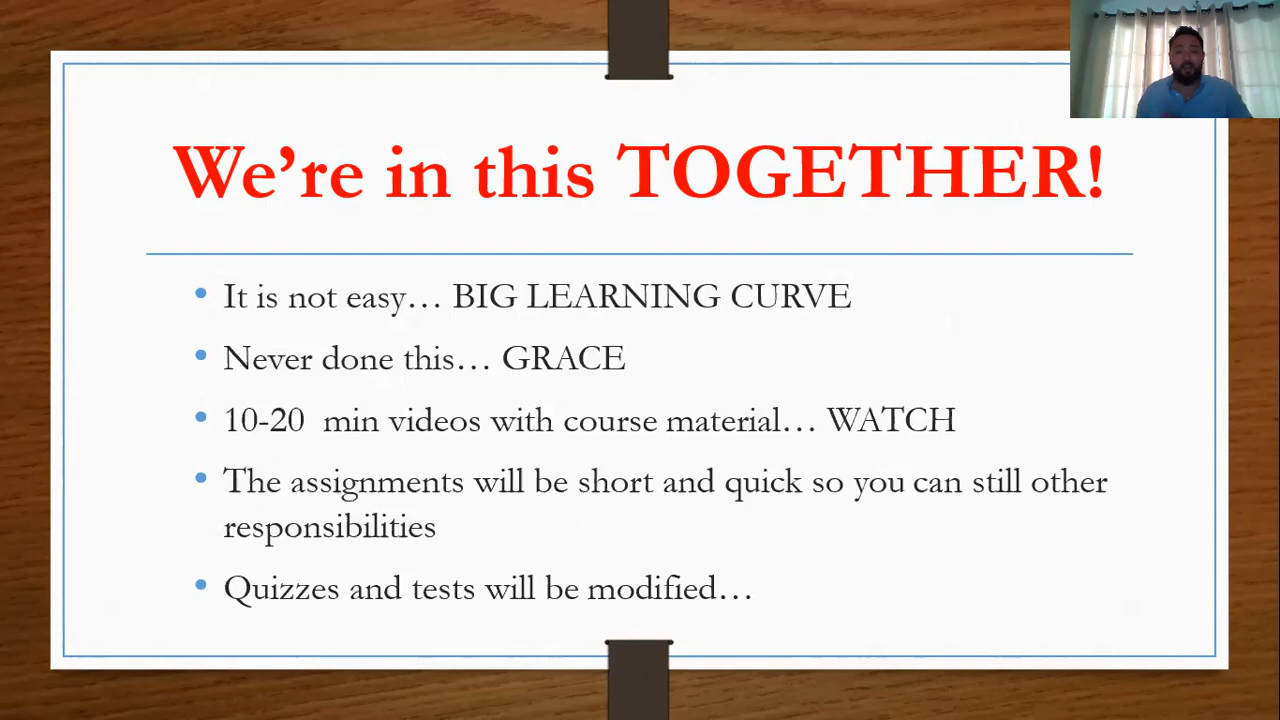 We’re in this TOGETHER!
• It is not easy… BIG LEARNING CURVE
• Never done this… GRACE
• 10-20  min videos with course material… WATCH
• The assignments will be short and quick so you can still other
responsibilities
• Quizzes and tests will be modified…